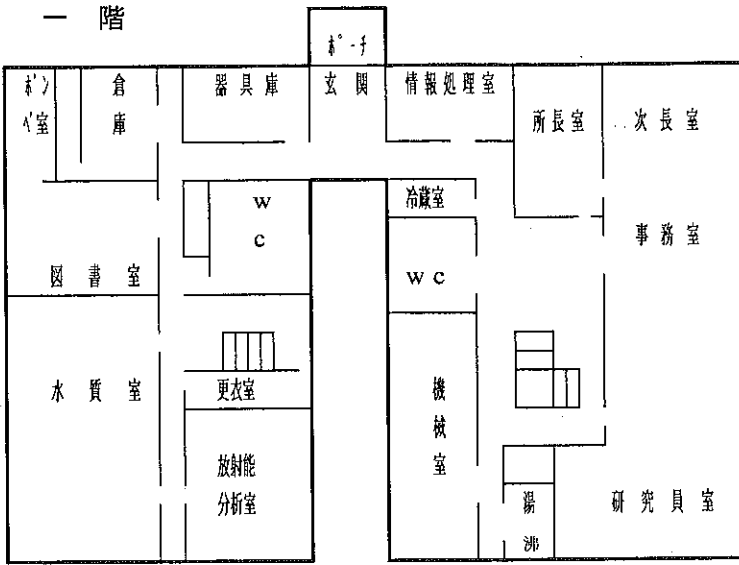 一階
ポーチ
ボンベ室
倉庫
器具庫
玄関
情報処理室
所長室
次長室
WC
冷蔵室
事務室
図書室
WC
水質室
更衣室
機械室
放射能
分析室
湯沸
研究員室